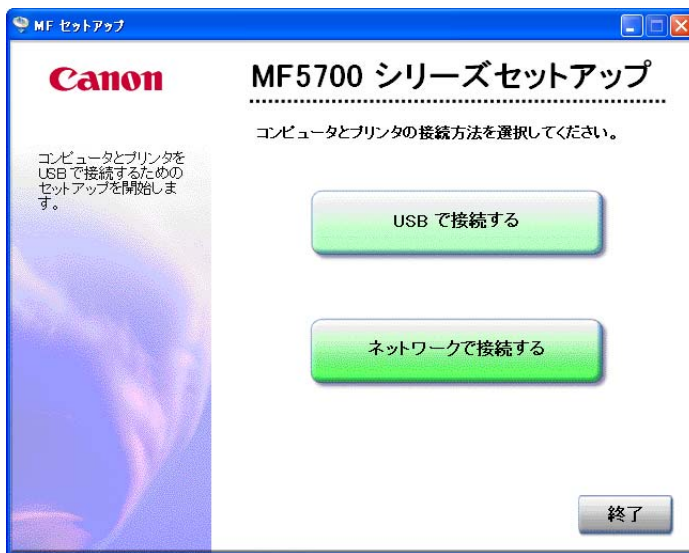 MF セットアップ
Canon
MF5700 シリーズセットアップ
コンピュータとプリンタの接続方法を選択してください。
コンピュータとプリンタを
USB で接続するための
セットアップを開始しま
す。
USB で接続する
ネットワークで接続する
終了